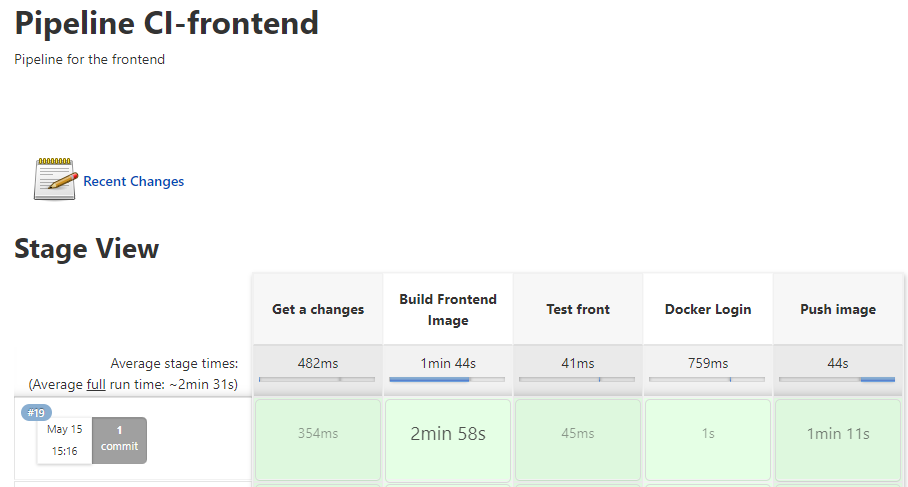 Pipeline CI-frontend
Pipeline for the frontend
Recent Changes
Stage View
Get a changes
Build Frontend
Image
Test front
Docker Login
Push image
Average stage times:
482ms
1min 44s
41ms
759ms
44s
(Average full run time: ~2min 31s)
#19
May 15
15:16
1
commit
354ms
2min 58s
45ms
1s
1min 11s